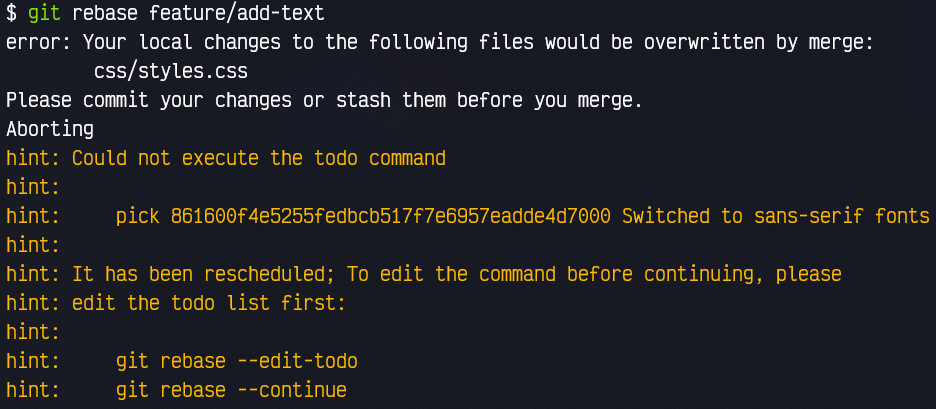 $ git rebase feature/add-text
error: Your local changes to the following files would be overwritten by merge:
        css/styles.css
Please commit your changes or stash them before you merge.
Aborting
hint: Could not execute the todo command
hint:
hint:     pick 861600f4e5255fedbcb517f7e6957eadde4d7000 Switched to sans-serif fonts
hint:
hint: It has been rescheduled; To edit the command before continuing, please
hint: edit the todo list first:
hint:
hint:     git rebase --edit-todo
hint:     git rebase --continue